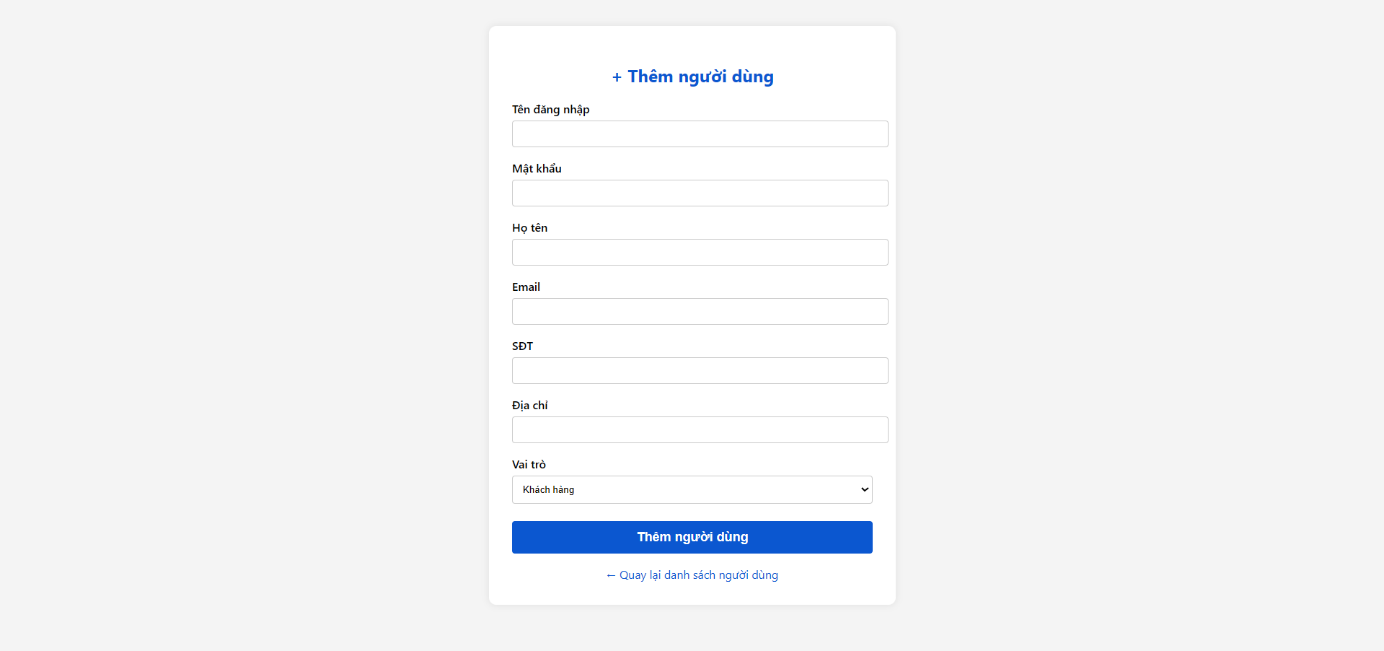 + Thêm người dùng
Tên đăng nhập
Mật khẩu
Họ tên
Email
SĐT
Địa chỉ
Vai trò
Khách hàng
Thêm người dùng
← Quay lại danh sách người dùng